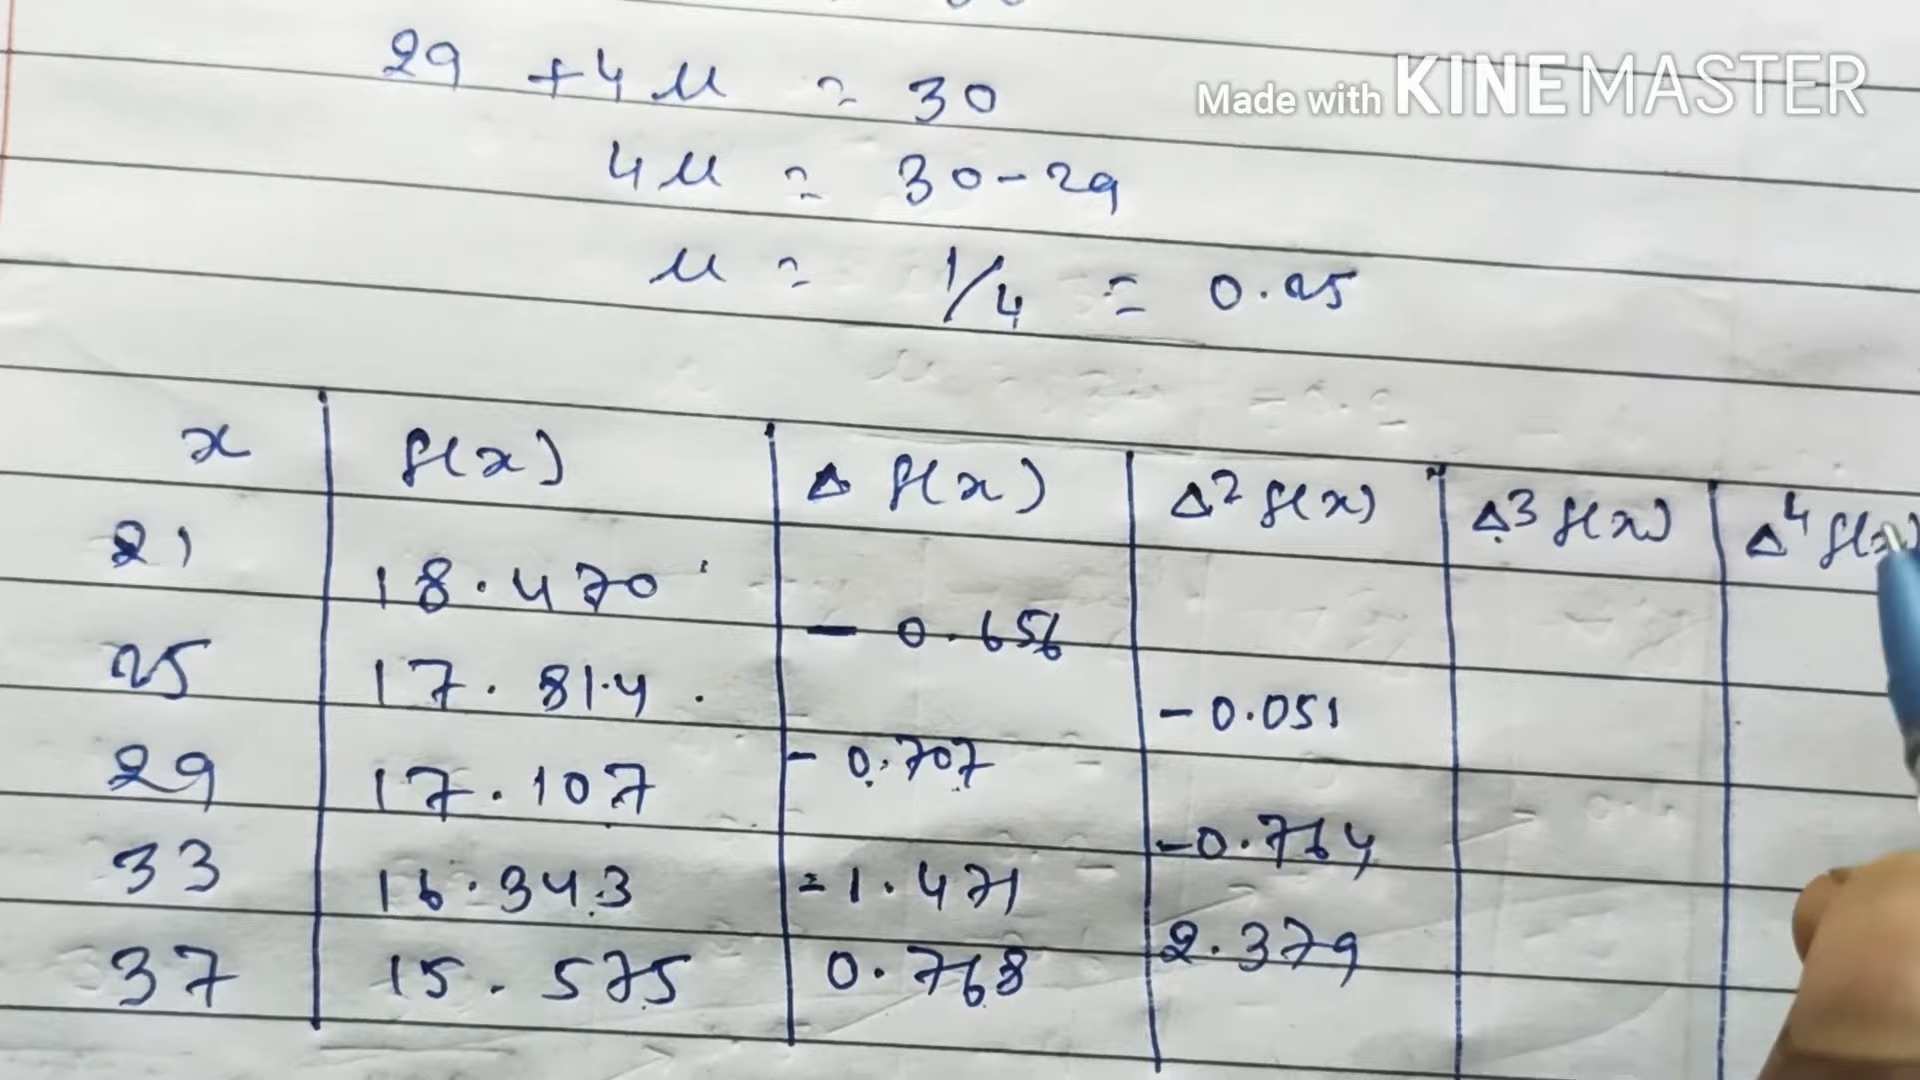 29 + 4μ = 30
Made with KINEMASTER
4μ = 30 - 29
μ = 1/4 = 0.25
x f(x) Δ f(x) Δ² f(x) Δ³ f(x) Δ⁴ f(x)
21 18.470 - 0.656
25 17.814 - 0.051
29 17.107 - 0.707
33 16.343 - 1.471 - 0.764
37 15.575 0.768 2.379